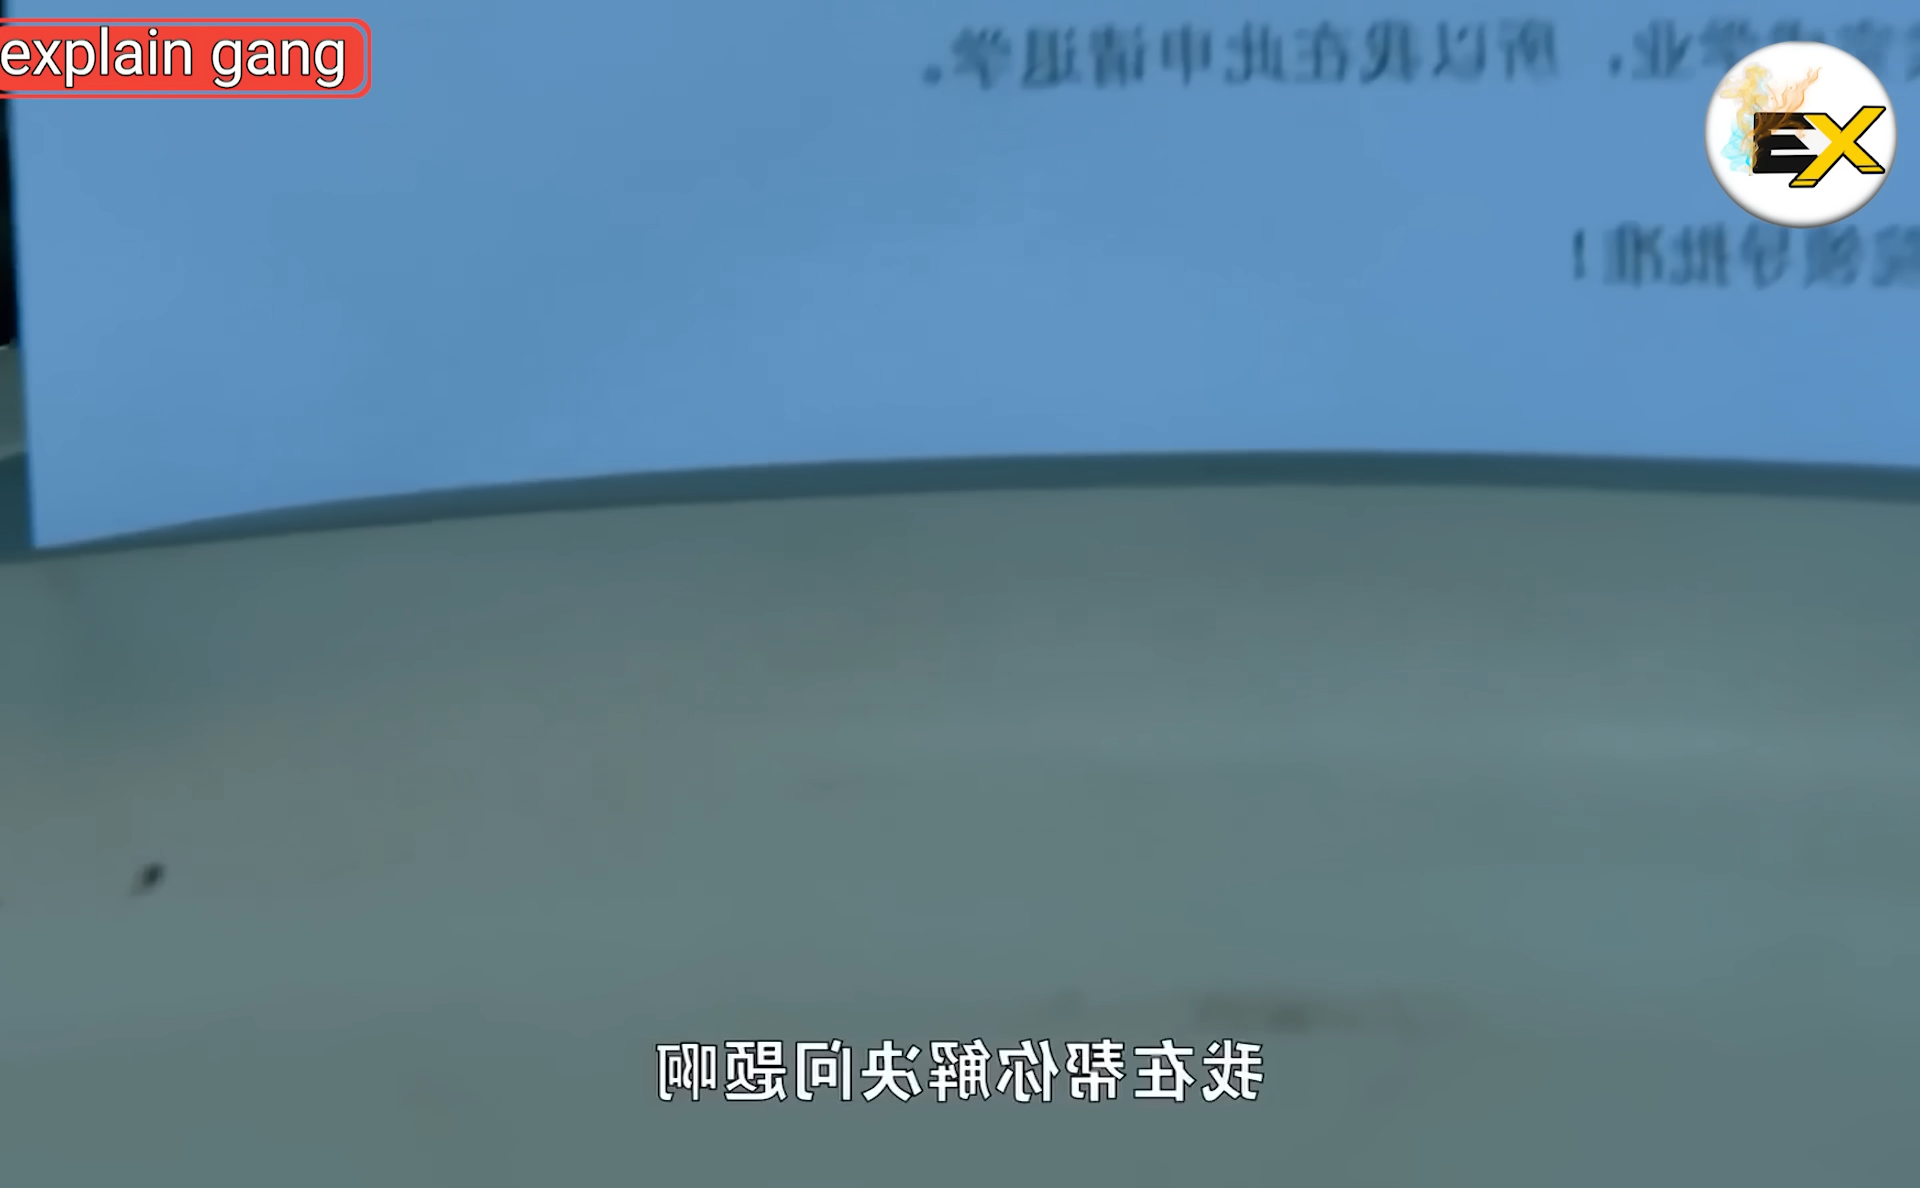 explain gang
学业，所以我在此申请退学。
EX
领导批准！
我在帮你解决问题啊